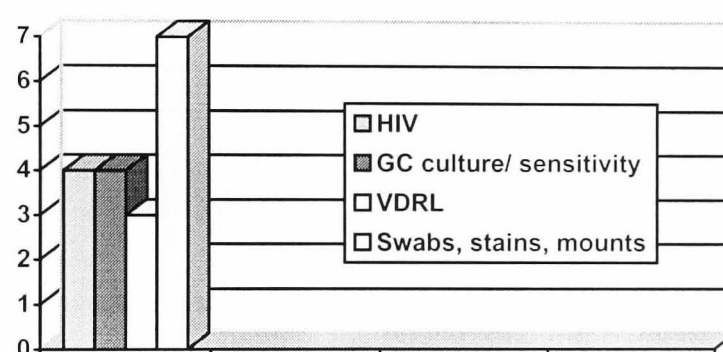 7
6
5
4
3
2
1
0
HIV
GC culture/ sensitivity
VDRL
Swabs, stains, mounts